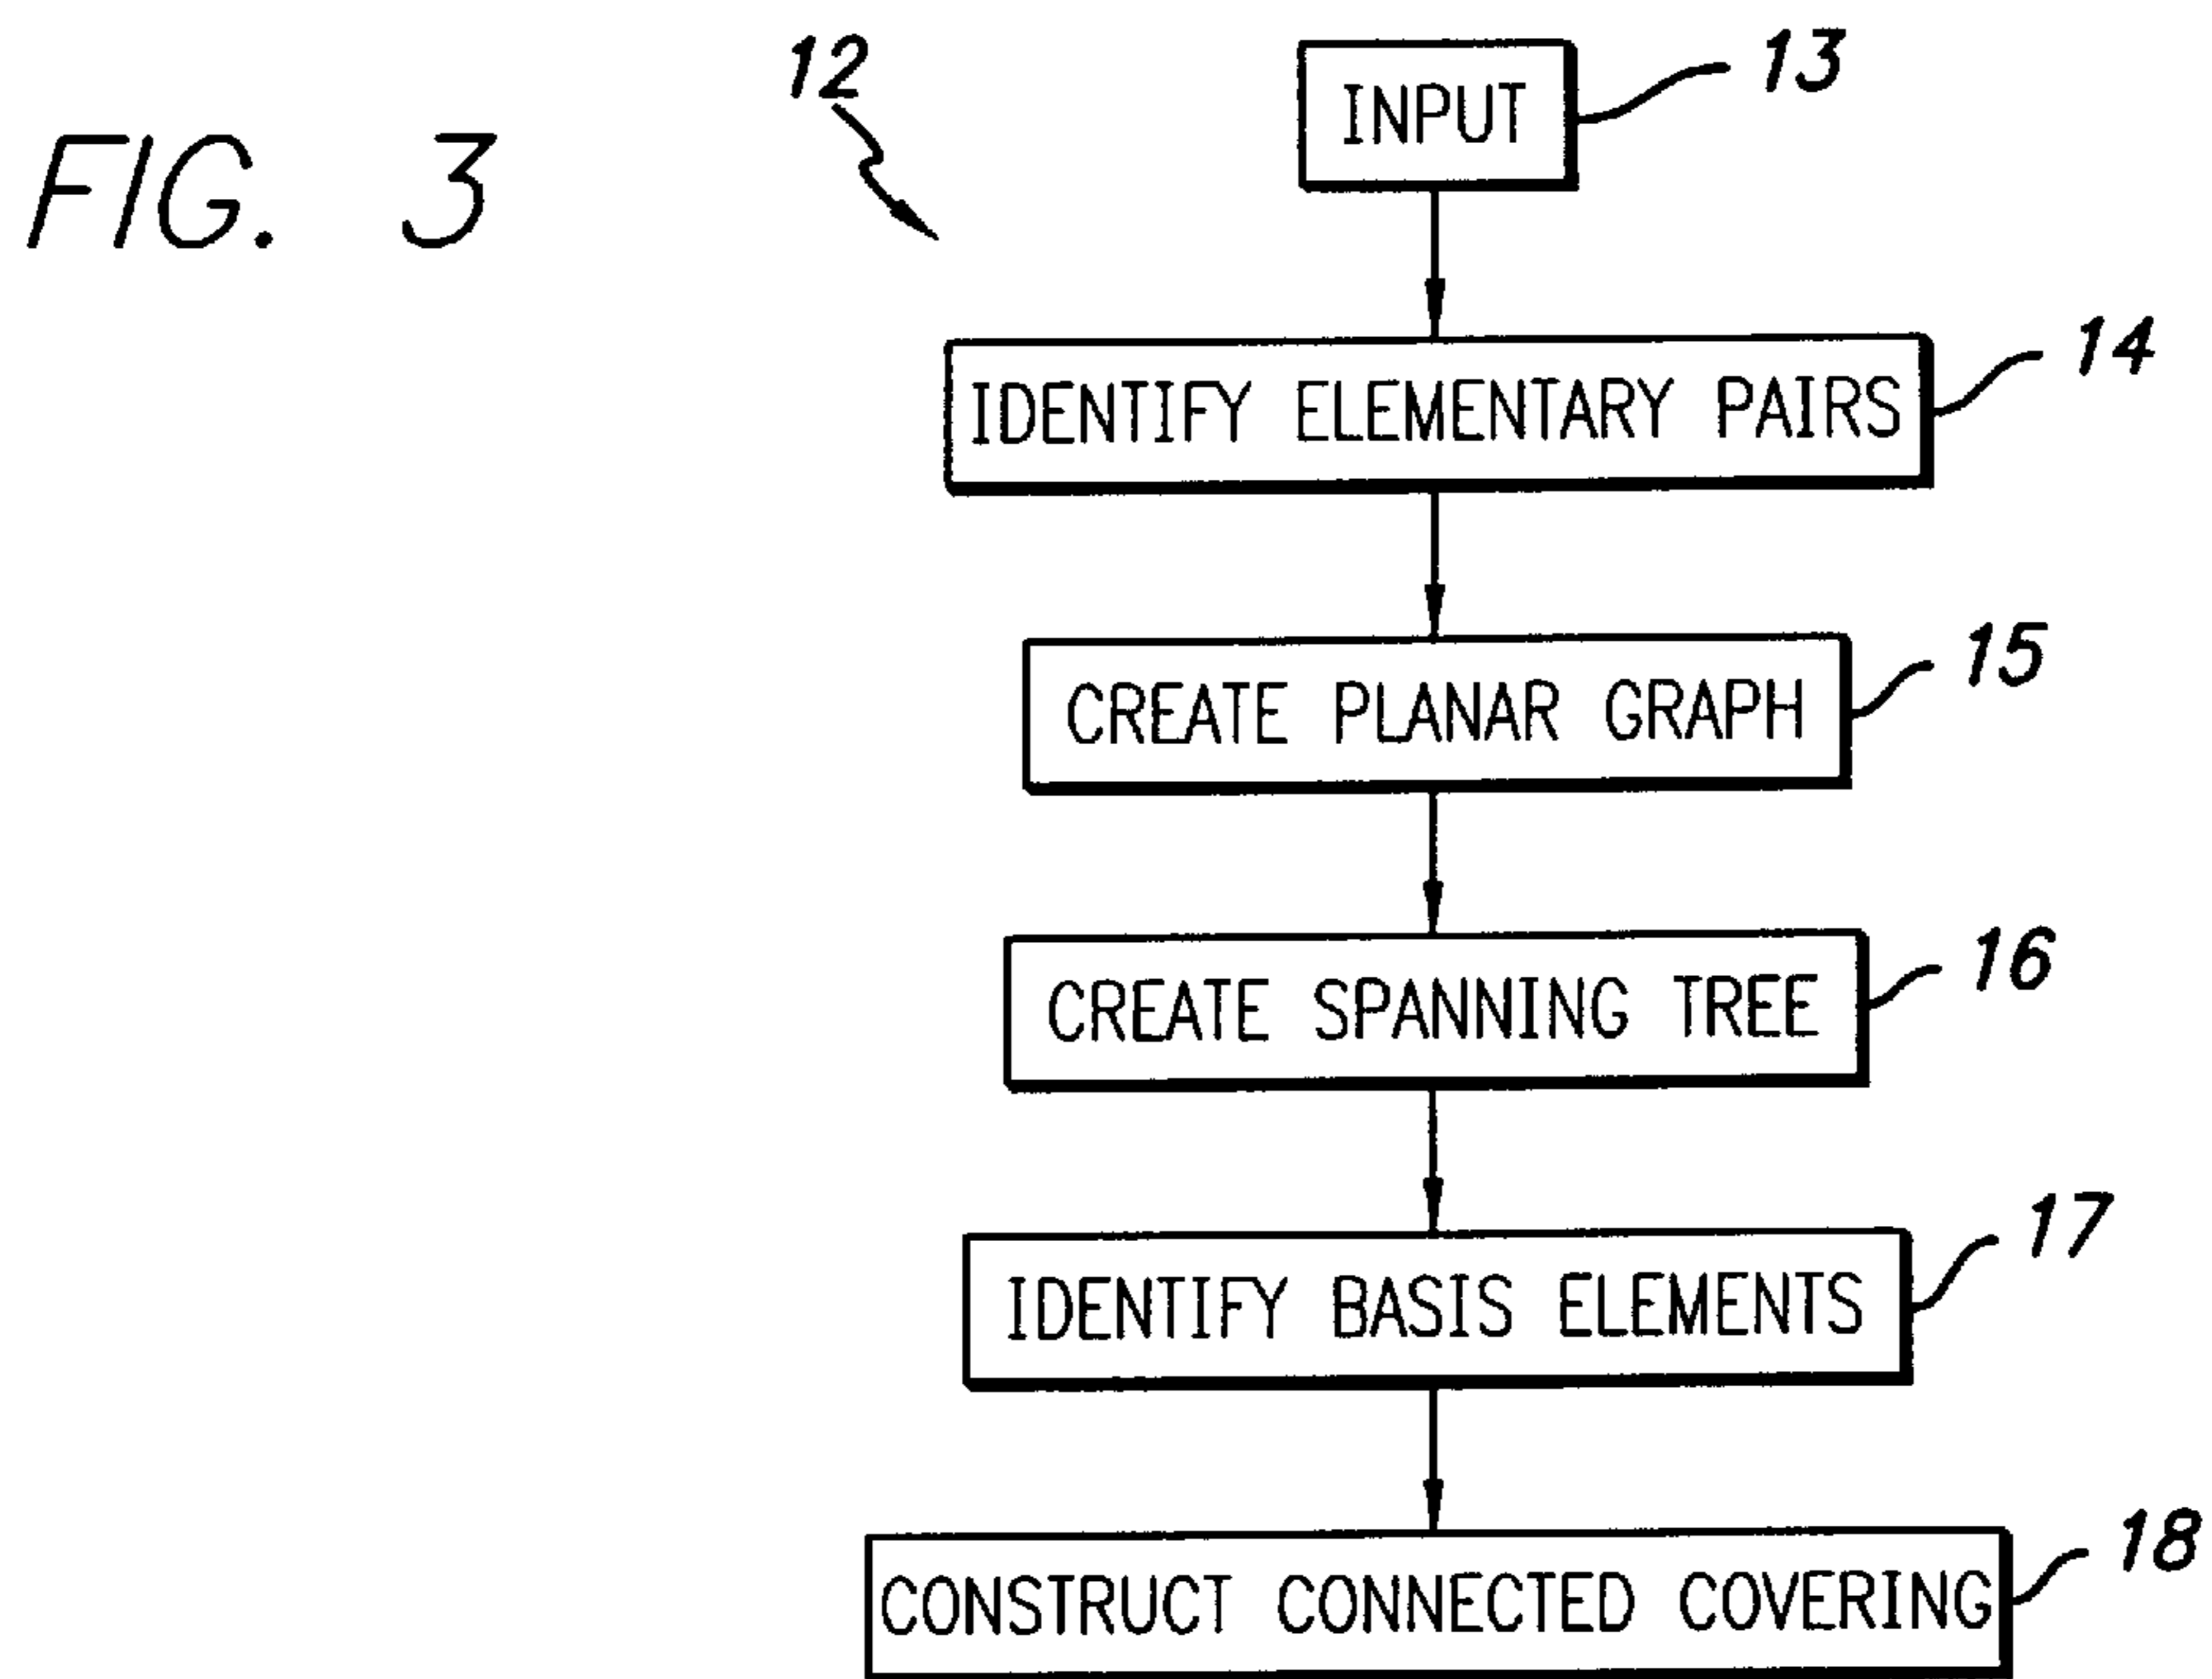 FIG. 3
12
INPUT
13
IDENTIFY ELEMENTARY PAIRS
14
CREATE PLANAR GRAPH
15
CREATE SPANNING TREE
16
IDENTIFY BASIS ELEMENTS
17
CONSTRUCT CONNECTED COVERING
18